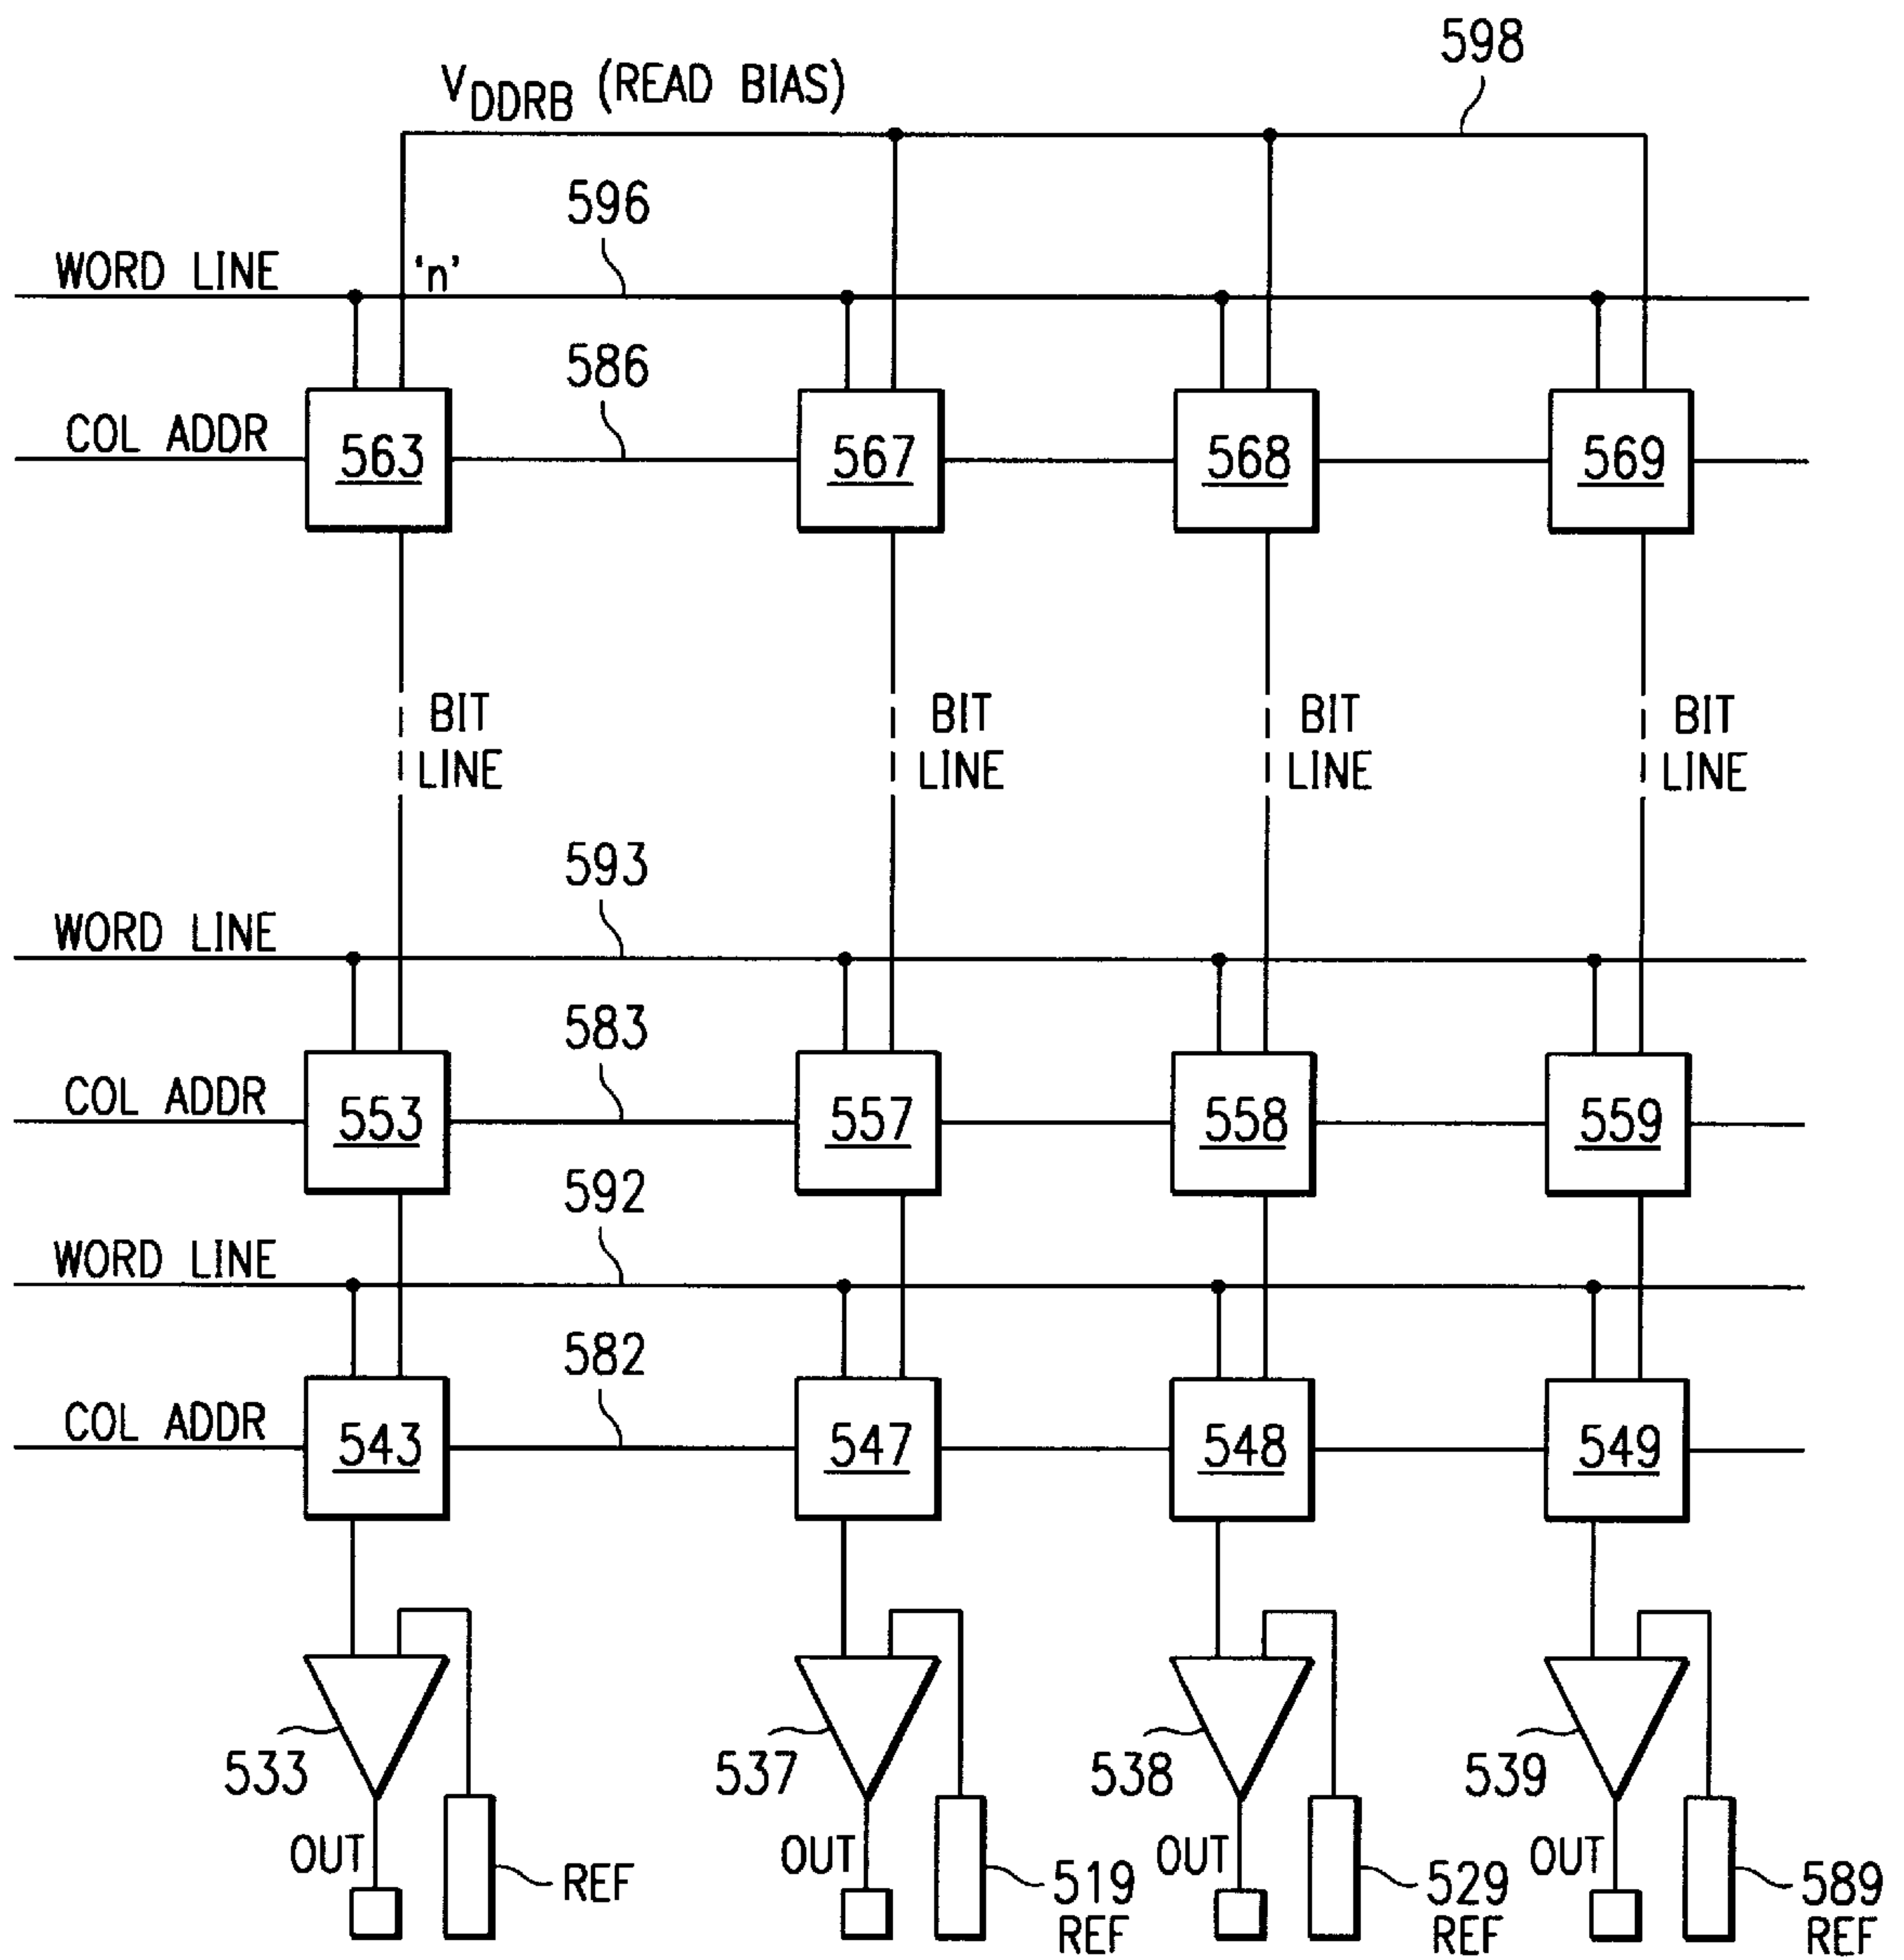 598
V DDRB (READ BIAS)
596
WORD LINE 'n'
586
COL ADDR 563 567 568 569
BIT LINE BIT LINE BIT LINE BIT LINE
593
WORD LINE
583
COL ADDR 553 557 558 559
592
WORD LINE
582
COL ADDR 543 547 548 549
533 537 538 539
OUT OUT OUT OUT
REF 519 REF 529 REF 589 REF